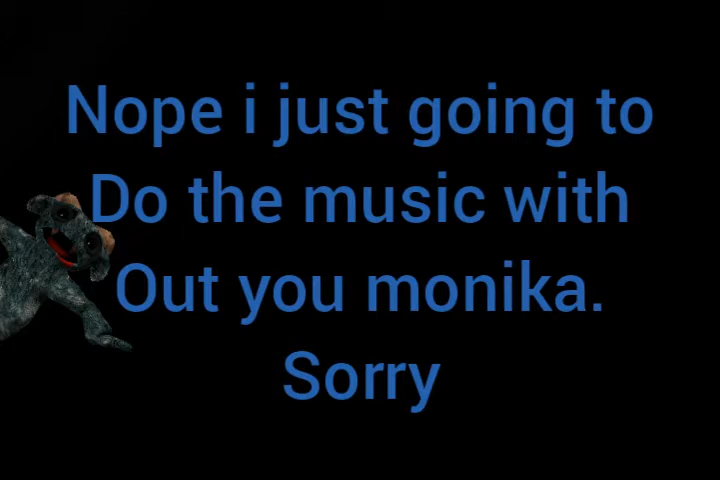 Nope i just going to
Do the music with
Out you monika.
Sorry